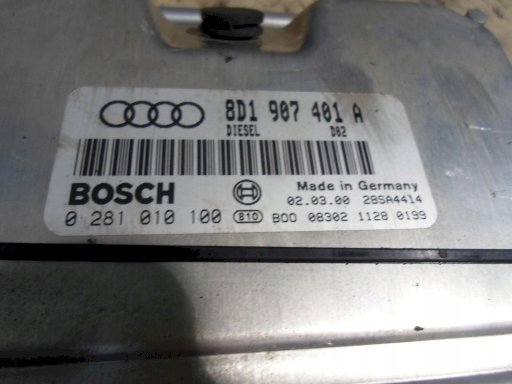 8D1 907 401 A
DIESEL D02
BOSCH
Made in Germany
02.03.00 28SA4414
0 281 010 100 810 B00 08302 1128 0199